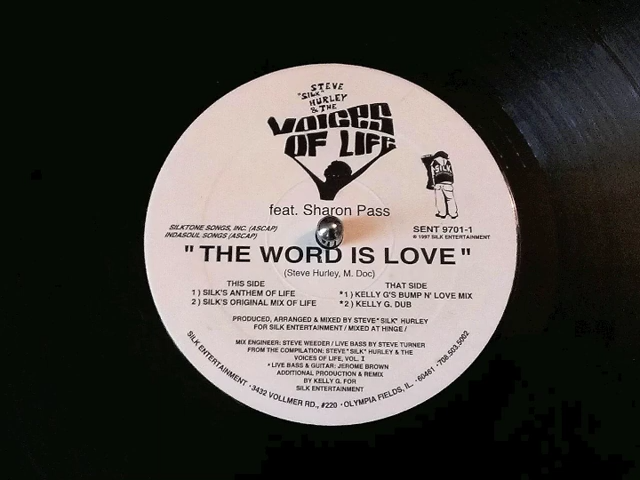 STEVE
"SILK"
HURLEY
& THE
VOICES
OF LIFE
SILK
feat. Sharon Pass
SILKTONE SONGS, INC. (ASCAP)
INDASOUL SONGS (ASCAP)
SENT 9701-1
℗ 1997 SILK ENTERTAINMENT
"THE WORD IS LOVE"
(Steve Hurley, M. Doc)
THIS SIDE
1) SILK'S ANTHEM OF LIFE
2) SILK'S ORIGINAL MIX OF LIFE
THAT SIDE
*1) KELLY G'S BUMP N' LOVE MIX
*2) KELLY G. DUB
PRODUCED, ARRANGED & MIXED BY STEVE "SILK" HURLEY
FOR SILK ENTERTAINMENT / MIXED AT HINGE /
MIX ENGINEER: STEVE WEEDER / LIVE BASS BY STEVE TURNER
FROM THE COMPILATION: STEVE "SILK" HURLEY & THE
VOICES OF LIFE, VOL. I
* LIVE BASS & GUITAR: JEROME BROWN
ADDITIONAL PRODUCTION & REMIX
BY KELLY G. FOR
SILK ENTERTAINMENT
SILK ENTERTAINMENT · 3432 VOLLMER RD., #220 · OLYMPIA FIELDS, IL. · 60461 · 708.503.5002